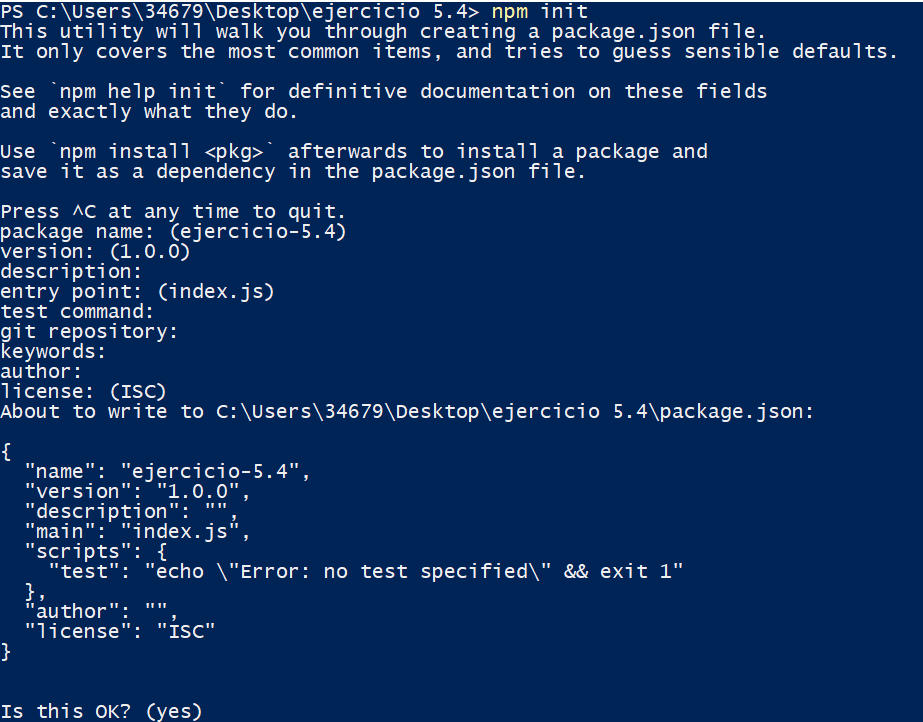 PS C:\Users\34679\Desktop\ejercicio 5.4> npm init
This utility will walk you through creating a package.json file.
It only covers the most common items, and tries to guess sensible defaults.

See `npm help init` for definitive documentation on these fields
and exactly what they do.

Use `npm install <pkg>` afterwards to install a package and
save it as a dependency in the package.json file.

Press ^C at any time to quit.
package name: (ejercicio-5.4)
version: (1.0.0)
description:
entry point: (index.js)
test command:
git repository:
keywords:
author:
license: (ISC)
About to write to C:\Users\34679\Desktop\ejercicio 5.4\package.json:

{
  "name": "ejercicio-5.4",
  "version": "1.0.0",
  "description": "",
  "main": "index.js",
  "scripts": {
    "test": "echo \"Error: no test specified\" && exit 1"
  },
  "author": "",
  "license": "ISC"
}


Is this OK? (yes)